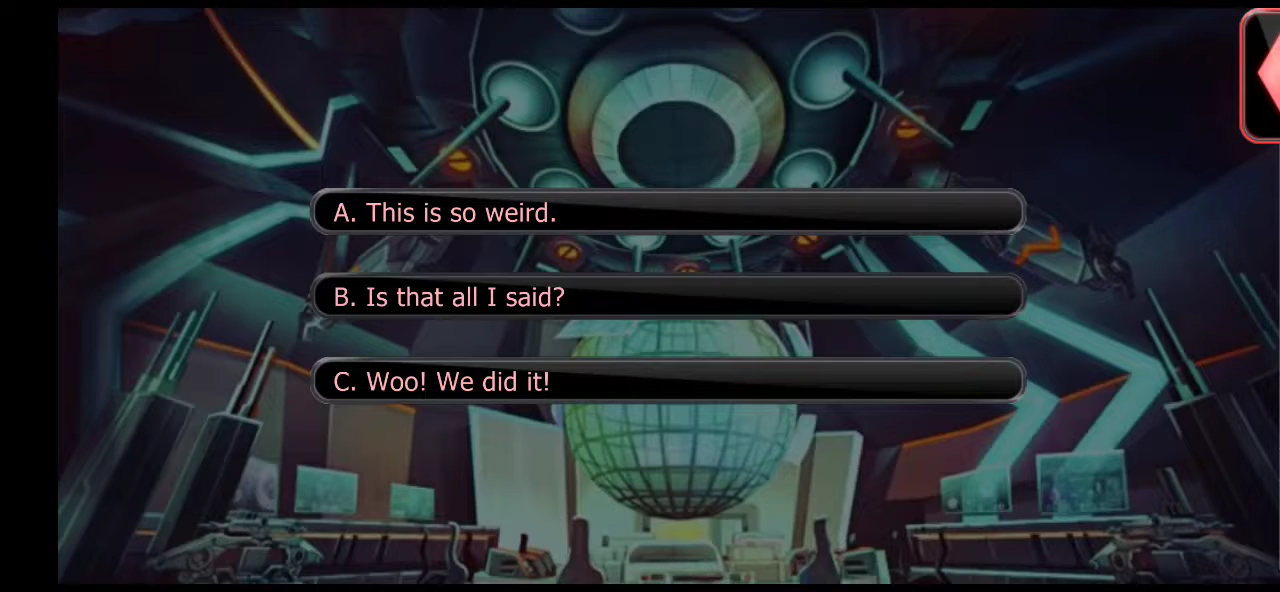 A. This is so weird.
B. Is that all I said?
C. Woo! We did it!